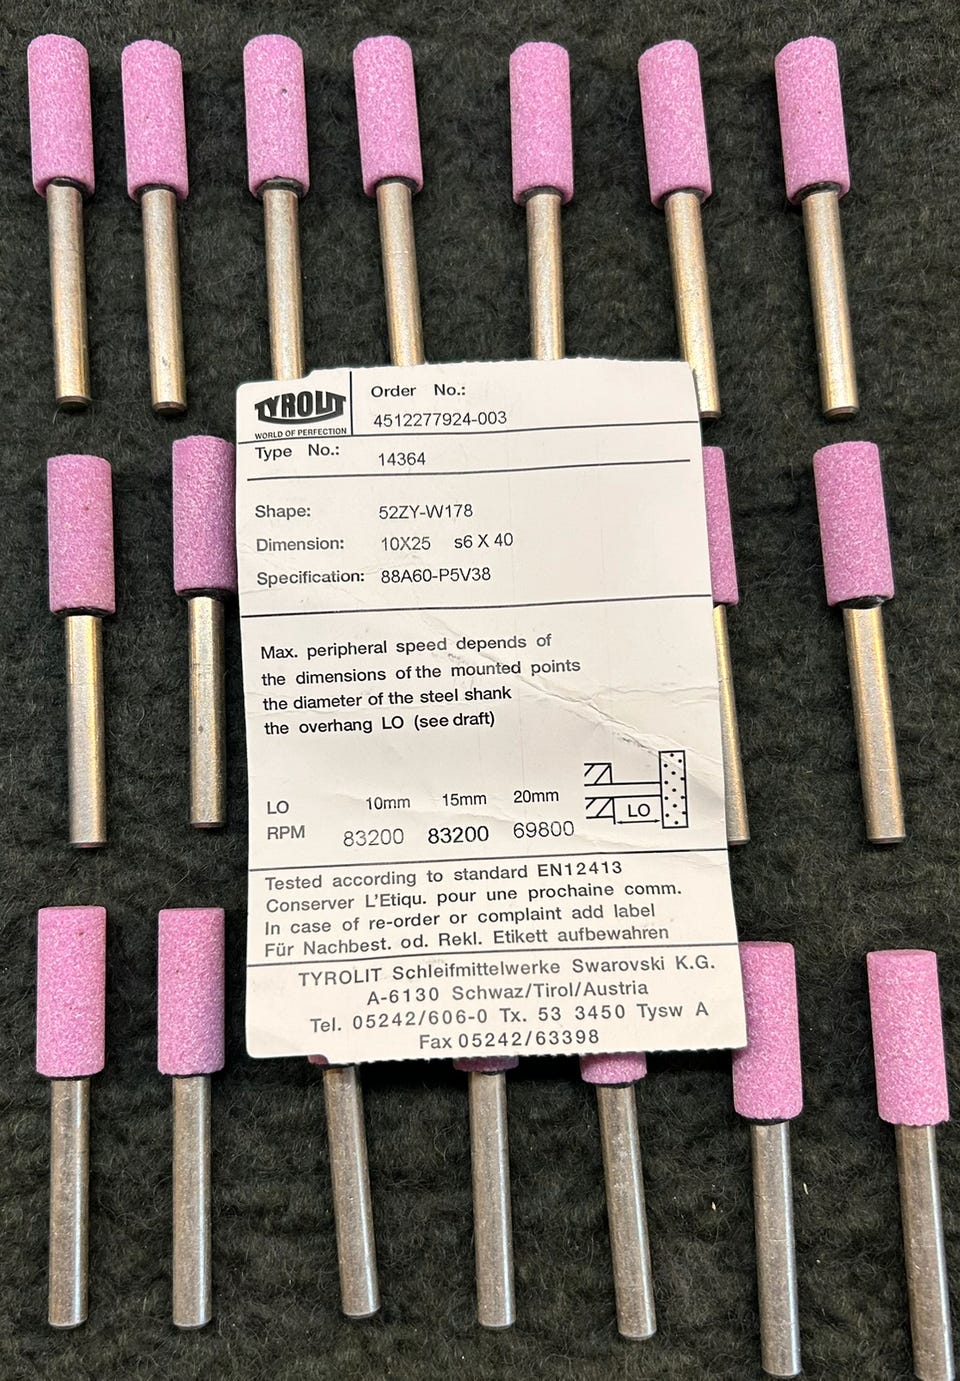 TYROLIT
WORLD OF PERFECTION
Order No.:
4512277924-003
Type No.: 14364
Shape: 52ZY-W178
Dimension: 10X25 s6 X 40
Specification: 88A60-P5V38
Max. peripheral speed depends of
the dimensions of the mounted points
the diameter of the steel shank
the overhang LO (see draft)
LO 10mm 15mm 20mm
RPM 83200 83200 69800
LO
Tested according to standard EN12413
Conserver L'Etiqu. pour une prochaine comm.
In case of re-order or complaint add label
Für Nachbest. od. Rekl. Etikett aufbewahren
TYROLIT Schleifmittelwerke Swarovski K.G.
A-6130 Schwaz/Tirol/Austria
Tel. 05242/606-0 Tx. 53 3450 Tysw A
Fax 05242/63398